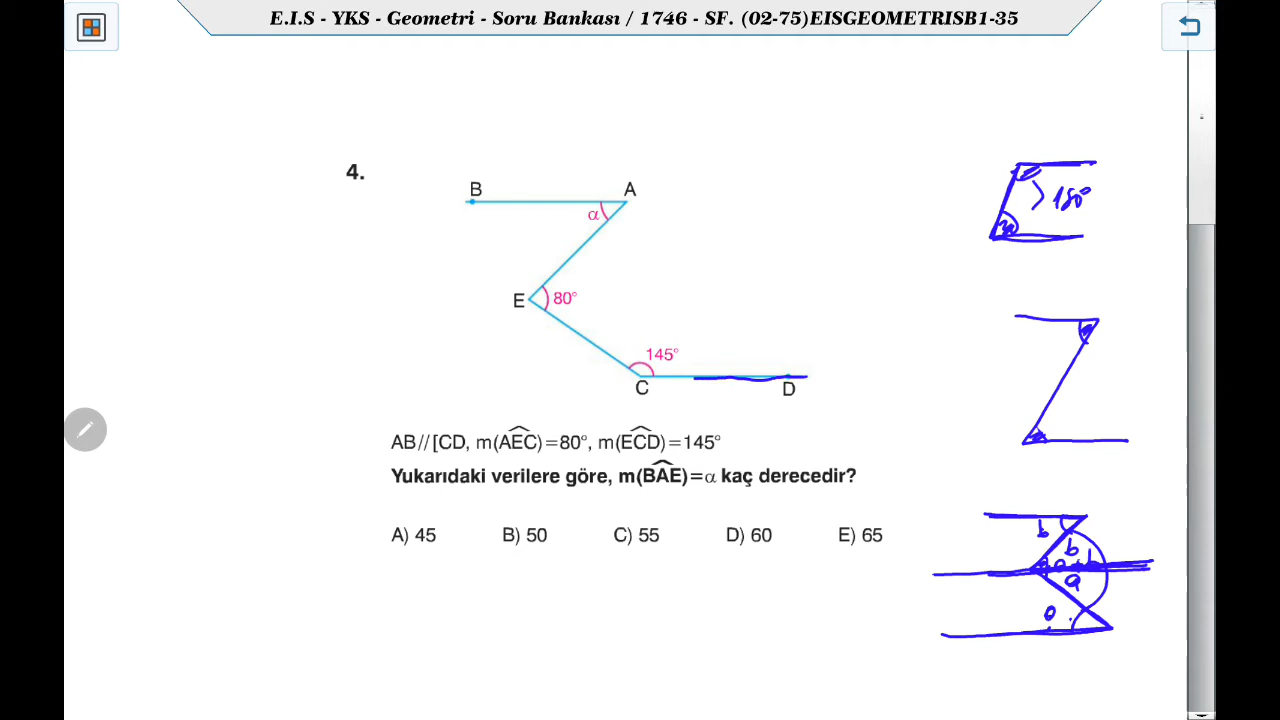 E.I.S - YKS - Geometri - Soru Bankası / 1746 - SF. (02-75)EISGEOMETRISB1-35
4.
B
A
α
E
80°
145°
C
D
180°
AB//[CD, m(AEC)=80°, m(ECD)=145°
Yukarıdaki verilere göre, m(BAE)=α kaç derecedir?
A) 45 B) 50 C) 55 D) 60 E) 65
b
b
a+b
a